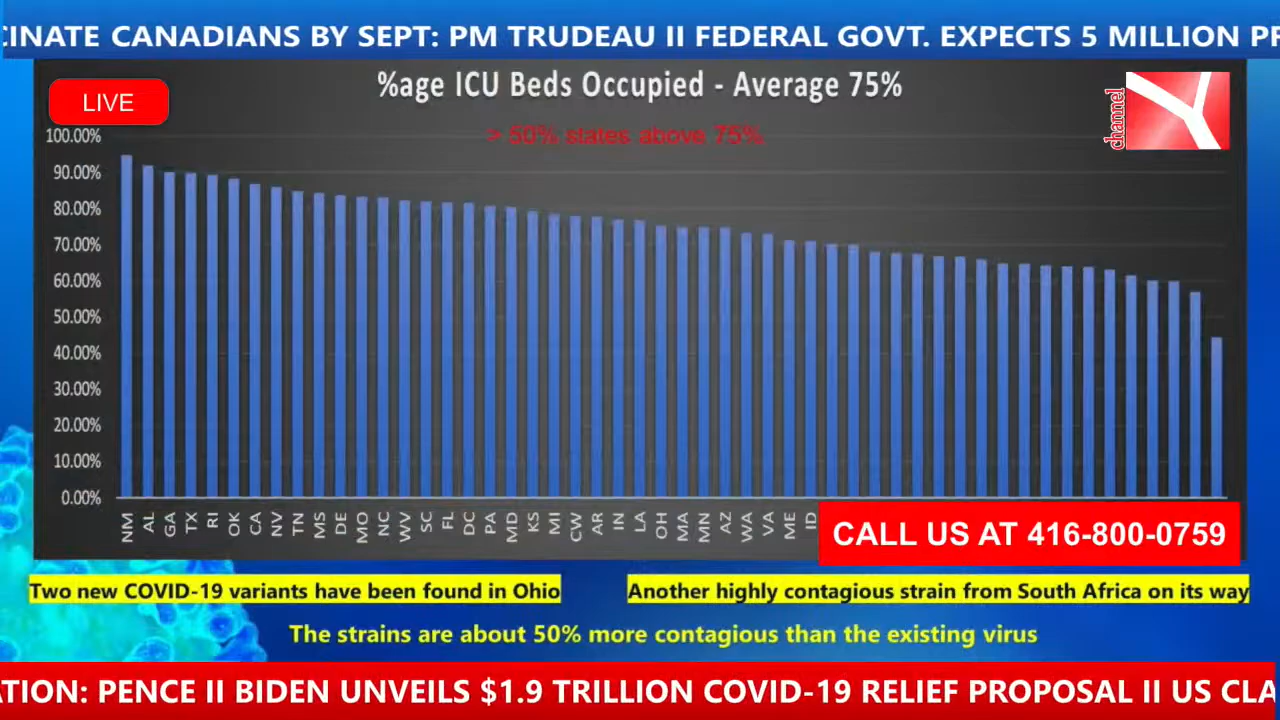 CINATE CANADIANS BY SEPT: PM TRUDEAU II FEDERAL GOVT. EXPECTS 5 MILLION
LIVE
%age ICU Beds Occupied - Average 75%
channel
Y
> 50% states above 75%
100.00%
90.00%
80.00%
70.00%
60.00%
50.00%
40.00%
30.00%
20.00%
10.00%
0.00%
NM AL GA TX RI OK CA NV TN MS DE MO NC WV SC FL DC PA MD KS MI CW AR IN LA OH MA MN AZ WA VA ME ID
CALL US AT 416-800-0759
Two new COVID-19 variants have been found in Ohio
Another highly contagious strain from South Africa on its way
The strains are about 50% more contagious than the existing virus
ATION: PENCE II BIDEN UNVEILS $1.9 TRILLION COVID-19 RELIEF PROPOSAL II US CLA